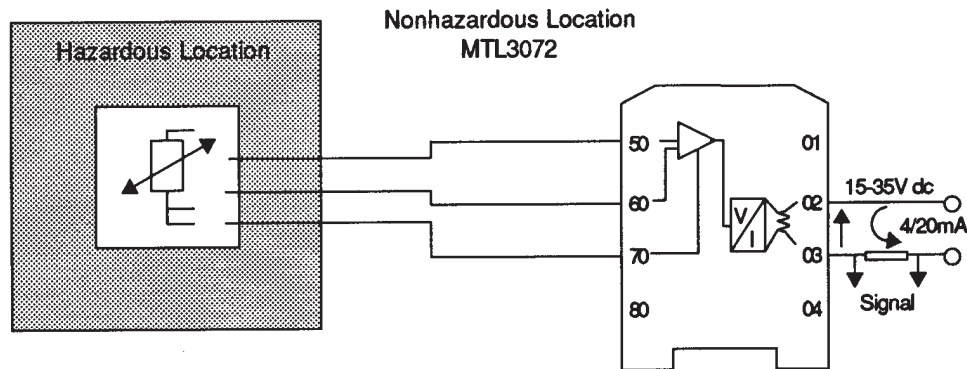 Nonhazardous Location
MTL3072
Hazardous Location
50
60
70
80
V
I
01
02
03
04
15-35V dc
4/20mA
Signal